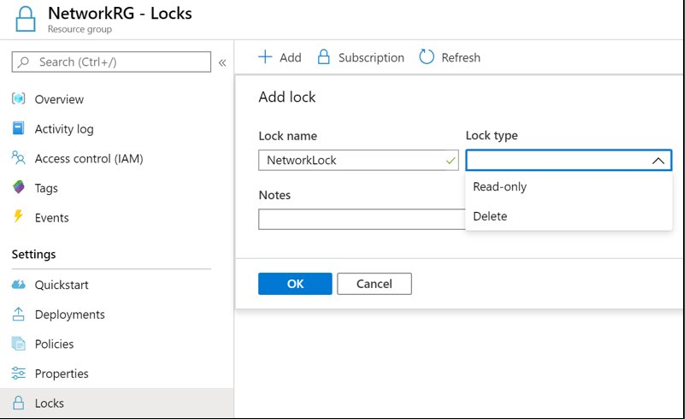 NetworkRG - Locks
Resource group
Search (Ctrl+/)
«
Overview
Activity log
Access control (IAM)
Tags
Events
Settings
Quickstart
Deployments
Policies
Properties
Locks
+ Add Subscription Refresh
Add lock
Lock name Lock type
NetworkLock
Read-only
Delete
Notes
OK Cancel